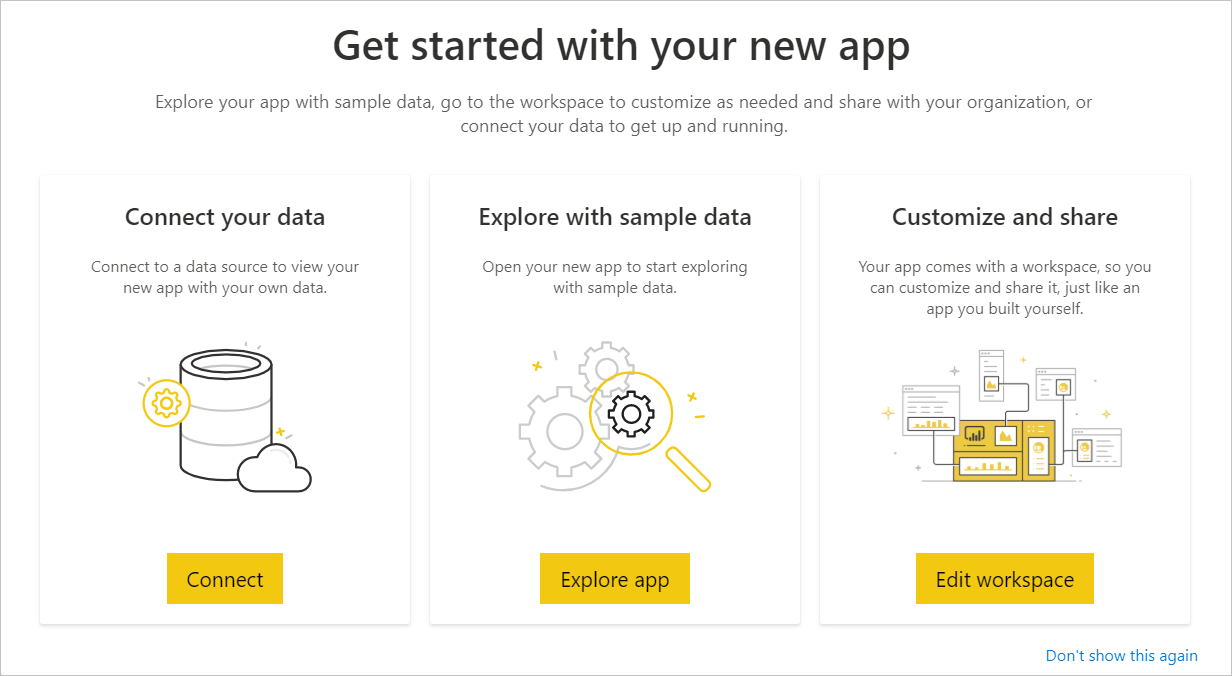 Get started with your new app
Explore your app with sample data, go to the workspace to customize as needed and share with your organization, or
connect your data to get up and running.
Connect your data
Connect to a data source to view your
new app with your own data.
Connect
Explore with sample data
Open your new app to start exploring
with sample data.
Explore app
Customize and share
Your app comes with a workspace, so you
can customize and share it, just like an
app you built yourself.
Edit workspace
Don't show this again